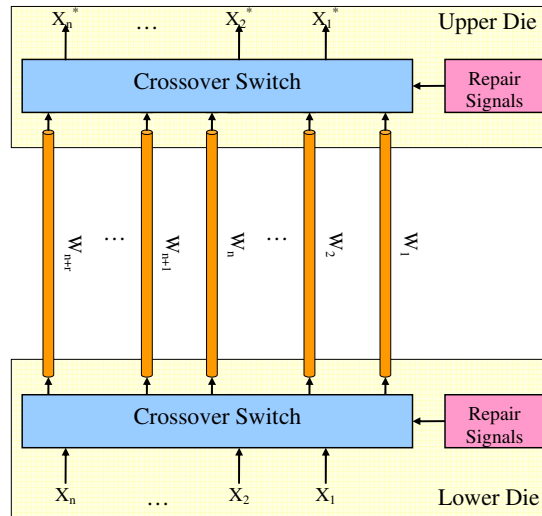 Xn* ... X2* X1* Upper Die
Crossover Switch
Repair
Signals
Wn+r ... Wn+1 Wn ... W2 W1
Crossover Switch
Repair
Signals
Xn ... X2 X1 Lower Die